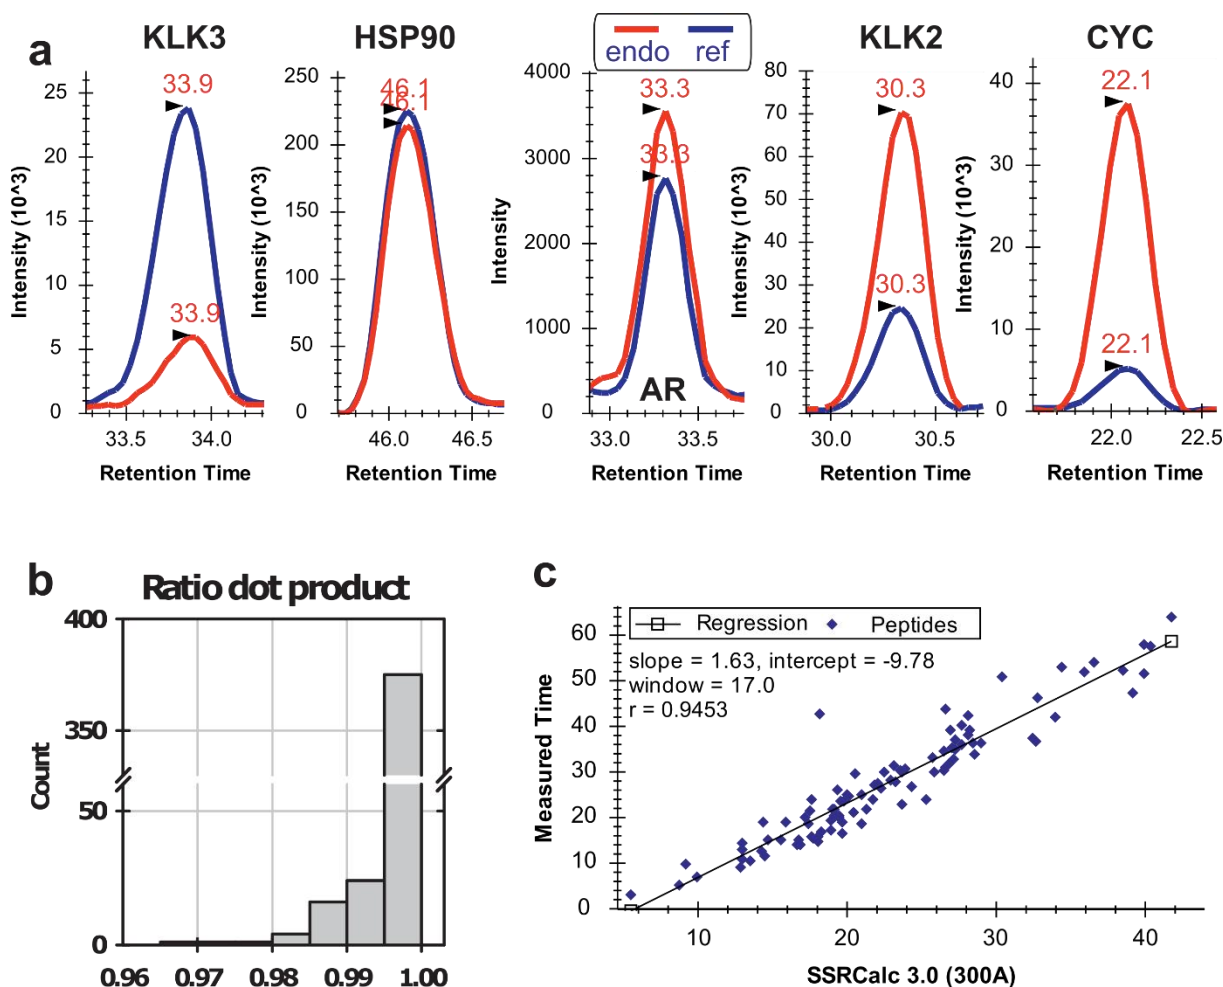 a
KLK3
HSP90
endo ref
KLK2
CYC
Intensity (10^3)
25
20
15
10
5
0
33.9
33.9
33.5 34.0
Retention Time
Intensity (10^3)
250
200
150
100
50
0
46.1
46.1
46.0 46.5
Retention Time
Intensity
4000
3000
2000
1000
0
33.3
33.3
AR
33.0 33.5
Retention Time
Intensity (10^3)
80
70
60
50
40
30
20
10
0
30.3
30.3
30.0 30.5
Retention Time
Intensity (10^3)
40
30
20
10
0
22.1
22.1
22.0 22.5
Retention Time
b
Ratio dot product
Count
400
350
50
0
0.96 0.97 0.98 0.99 1.00
c
Regression Peptides
slope = 1.63, intercept = -9.78
window = 17.0
r = 0.9453
Measured Time
60
50
40
30
20
10
0
10 20 30 40
SSRCalc 3.0 (300A)